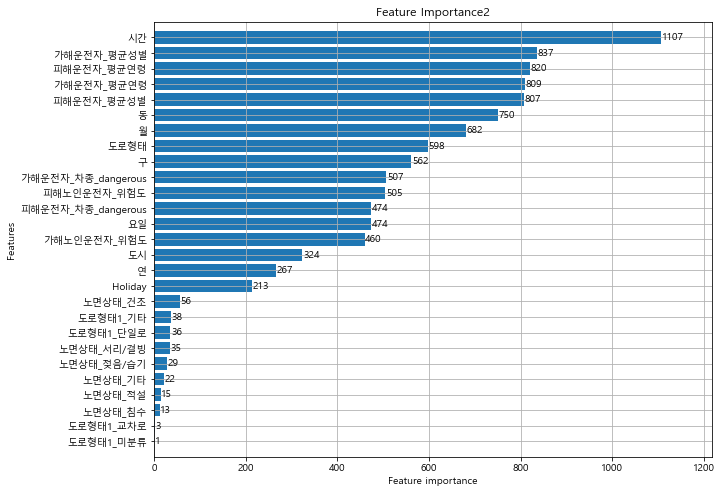 Feature Importance2
시간 1107
가해운전자_평균성별 837
피해운전자_평균연령 820
가해운전자_평균연령 809
피해운전자_평균성별 807
동 750
월 682
도로형태 598
구 562
가해운전자_차종_dangerous 507
피해노인운전자_위험도 505
피해운전자_차종_dangerous 474
요일 474
가해노인운전자_위험도 460
도시 324
연 267
Holiday 213
노면상태_건조 56
도로형태1_기타 38
도로형태1_단일로 36
노면상태_서리/결빙 35
노면상태_젖음/습기 29
노면상태_기타 22
노면상태_적설 15
노면상태_침수 13
도로형태1_교차로 3
도로형태1_미분류 1
Features
0 200 400 600 800 1000 1200
Feature importance